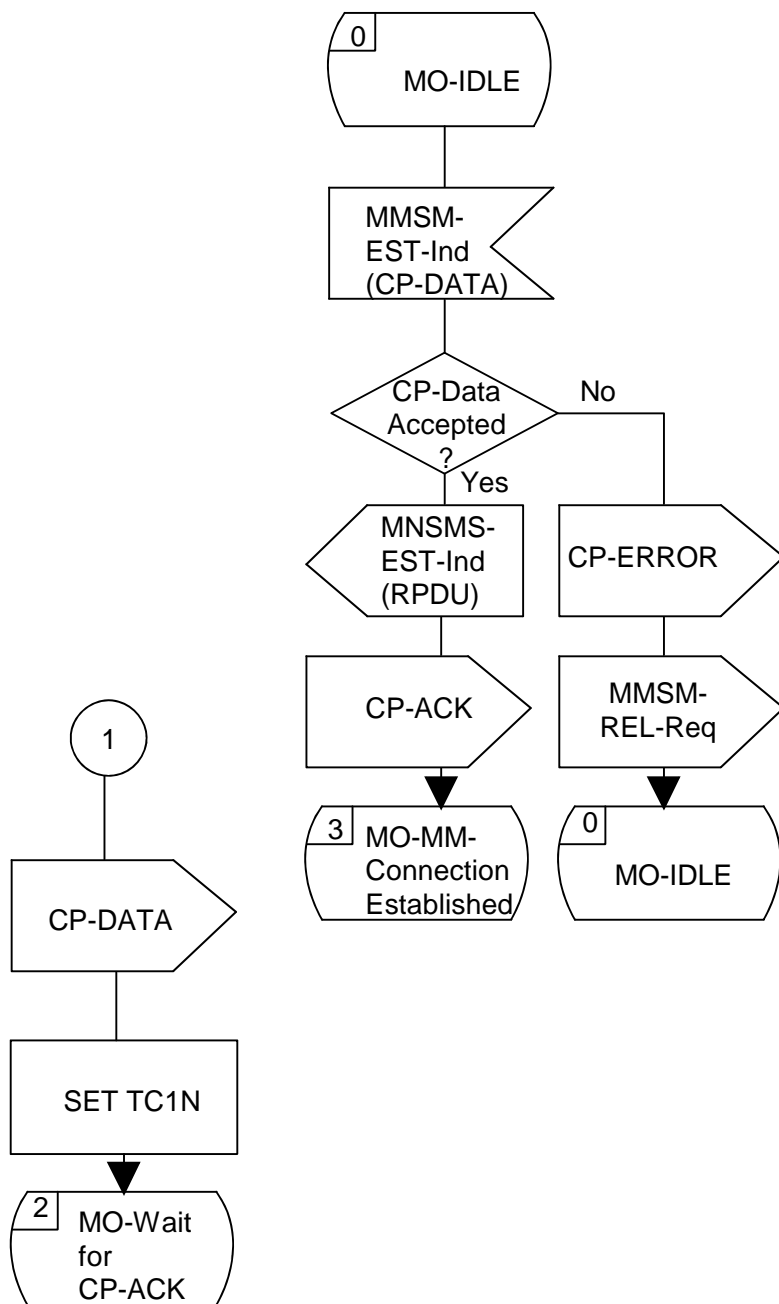 0
MO-IDLE
MMSM-
EST-Ind
(CP-DATA)
CP-Data
Accepted
?
No
Yes
MNSMS-
EST-Ind
(RPDU)
CP-ERROR
CP-ACK
MMSM-
REL-Req
3
MO-MM-
Connection
Established
0
MO-IDLE
1
CP-DATA
SET TC1N
2
MO-Wait
for
CP-ACK